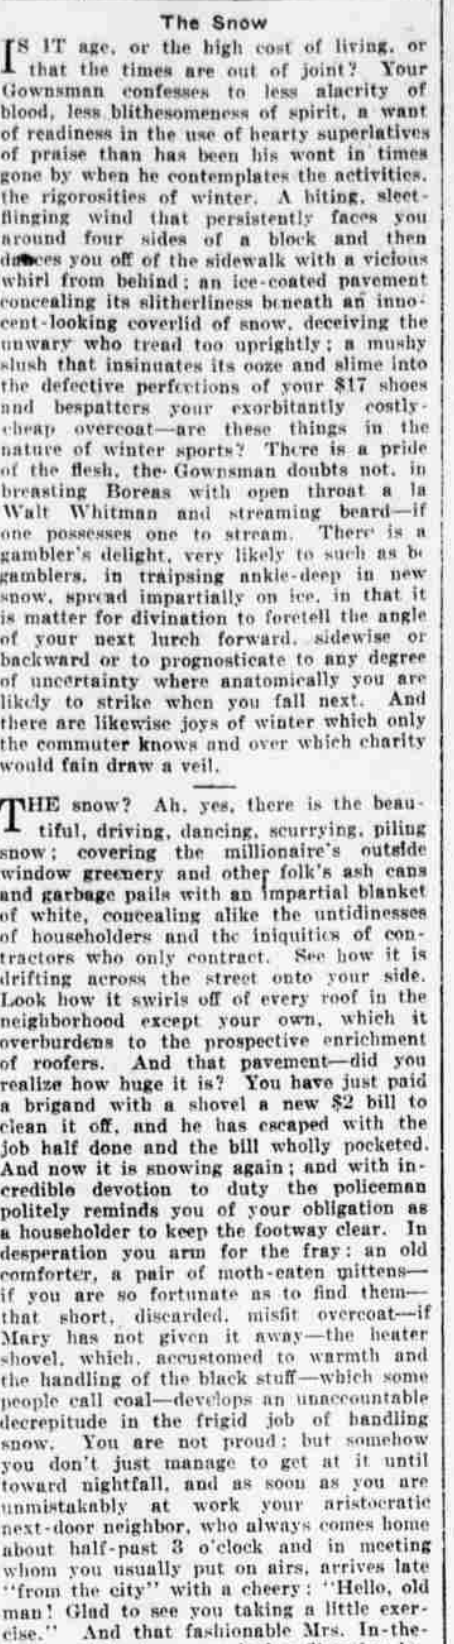 The Snow
IS IT age, or the high cost of living, or
that the times are out of joint? Your
Gownsman confesses to less alacrity of
blood, less blithesomeness of spirit, a want
of readiness in the use of hearty superlatives
of praise than has been his wont in times
gone by when he contemplates the activities,
the rigorosities of winter. A biting, sleet-
flinging wind that persistently faces you
around four sides of a block and then
dances you off of the sidewalk with a vicious
whirl from behind; an ice-coated pavement
concealing its slitherliness beneath an inno-
cent-looking coverlid of snow, deceiving the
unwary who tread too uprightly; a mushy
slush that insinuates its ooze and slime into
the defective perfections of your $17 shoes
and bespatters your exorbitantly costly-
cheap overcoat—are these things in the
nature of winter sports? There is a pride
of the flesh, the Gownsman doubts not, in
breasting Boreas with open throat a la
Walt Whitman and streaming beard—if
one possesses one to stream. There is a
gambler's delight, very likely to such as be
gamblers, in traipsing ankle-deep in new
snow, spread impartially on ice, in that it
is matter for divination to foretell the angle
of your next lurch forward, sidewise or
backward or to prognosticate to any degree
of uncertainty where anatomically you are
likely to strike when you fall next. And
there are likewise joys of winter which only
the commuter knows and over which charity
would fain draw a veil.
THE snow? Ah, yes, there is the beau-
tiful, driving, dancing, scurrying, piling
snow; covering the millionaire's outside
window greenery and other folk's ash cans
and garbage pails with an impartial blanket
of white, concealing alike the untidinesses
of householders and the iniquities of con-
tractors who only contract. See how it is
drifting across the street onto your side.
Look how it swirls off of every roof in the
neighborhood except your own, which it
overburdens to the prospective enrichment
of roofers. And that pavement—did you
realize how huge it is? You have just paid
a brigand with a shovel a new $2 bill to
clean it off, and he has escaped with the
job half done and the bill wholly pocketed.
And now it is snowing again; and with in-
credible devotion to duty the policeman
politely reminds you of your obligation as
a householder to keep the footway clear. In
desperation you arm for the fray: an old
comforter, a pair of moth-eaten mittens—
if you are so fortunate as to find them—
that short, discarded, misfit overcoat—if
Mary has not given it away—the heater
shovel, which, accustomed to warmth and
the handling of the black stuff—which some
people call coal—develops an unaccountable
decrepitude in the frigid job of handling
snow. You are not proud; but somehow
you don't just manage to get at it until
toward nightfall, and as soon as you are
unmistakably at work your aristocratic
next-door neighbor, who always comes home
about half-past 3 o'clock and in meeting
whom you usually put on airs, arrives late
"from the city" with a cheery: "Hello, old
man! Glad to see you taking a little exer-
cise." And that fashionable Mrs. In-the-